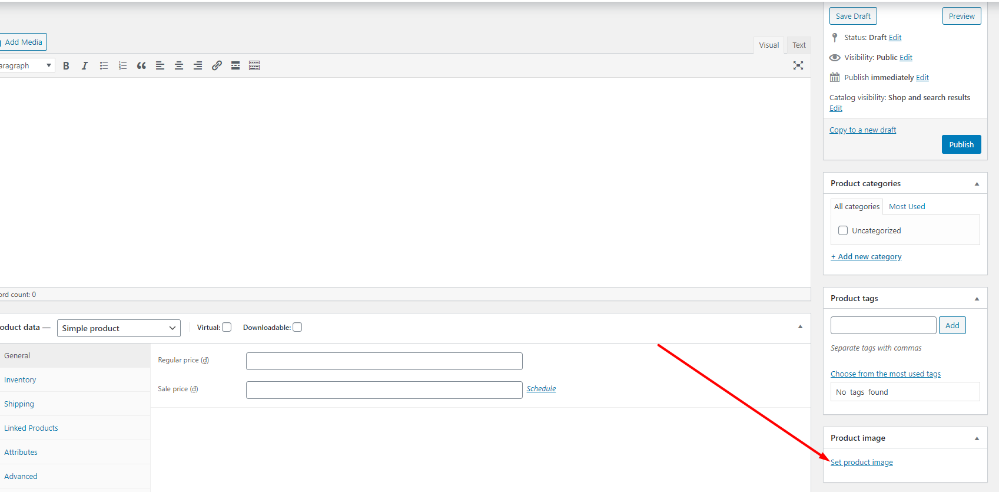 Save Draft
Preview
Add Media
Visual
Text
Status: Draft Edit
aragraph
Visibility: Public Edit
Publish immediately Edit
Catalog visibility: Shop and search results
Edit
Copy to a new draft
Publish
Product categories
All categories
Most Used
Uncategorized
+ Add new category
ord count: 0
Product tags
Add
Separate tags with commas
Choose from the most used tags
No tags found
oduct data —
Simple product
Virtual:
Downloadable:
General
Inventory
Shipping
Linked Products
Attributes
Advanced
Regular price (₫)
Sale price (₫)
Schedule
Product image
Set product image